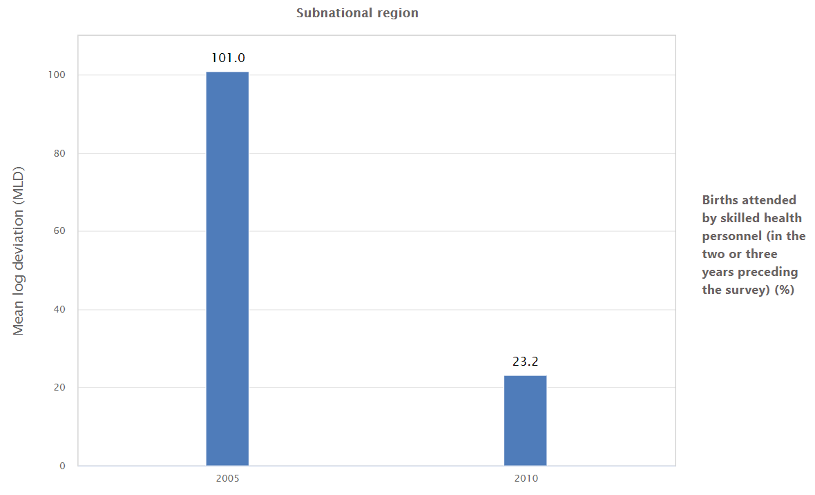 Subnational region
Mean log deviation (MLD)
100
80
60
40
20
0
101.0
23.2
2005
2010
Births attended
by skilled health
personnel (in the
two or three
years preceding
the survey) (%)